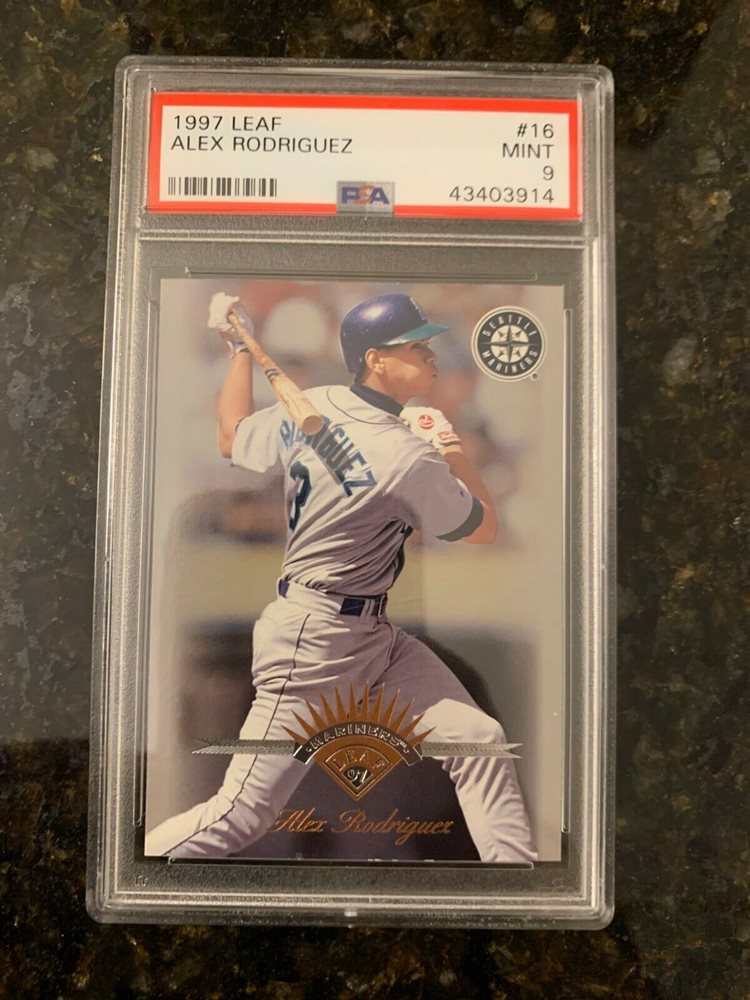 1997 LEAF #16
ALEX RODRIGUEZ MINT
9
PSA 43403914
SEATTLE
MARINERS
RODRIGUEZ
3
MARINERS
LEAF
97
Alex Rodriguez